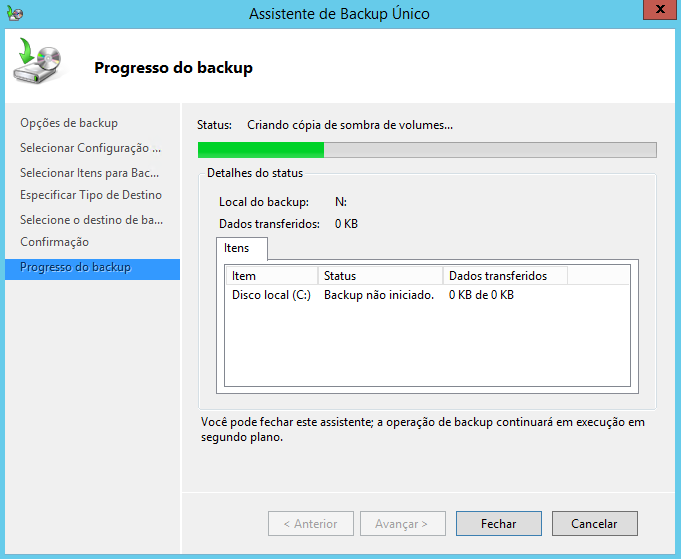 Assistente de Backup Único
x
Progresso do backup
Opções de backup
Selecionar Configuração ...
Selecionar Itens para Bac...
Especificar Tipo de Destino
Selecione o destino de ba...
Confirmação
Progresso do backup
Status: Criando cópia de sombra de volumes...
Detalhes do status
Local do backup: N:
Dados transferidos: 0 KB
Itens
Item Status Dados transferidos
Disco local (C:) Backup não iniciado. 0 KB de 0 KB
Você pode fechar este assistente; a operação de backup continuará em execução em
segundo plano.
< Anterior Avançar > Fechar Cancelar